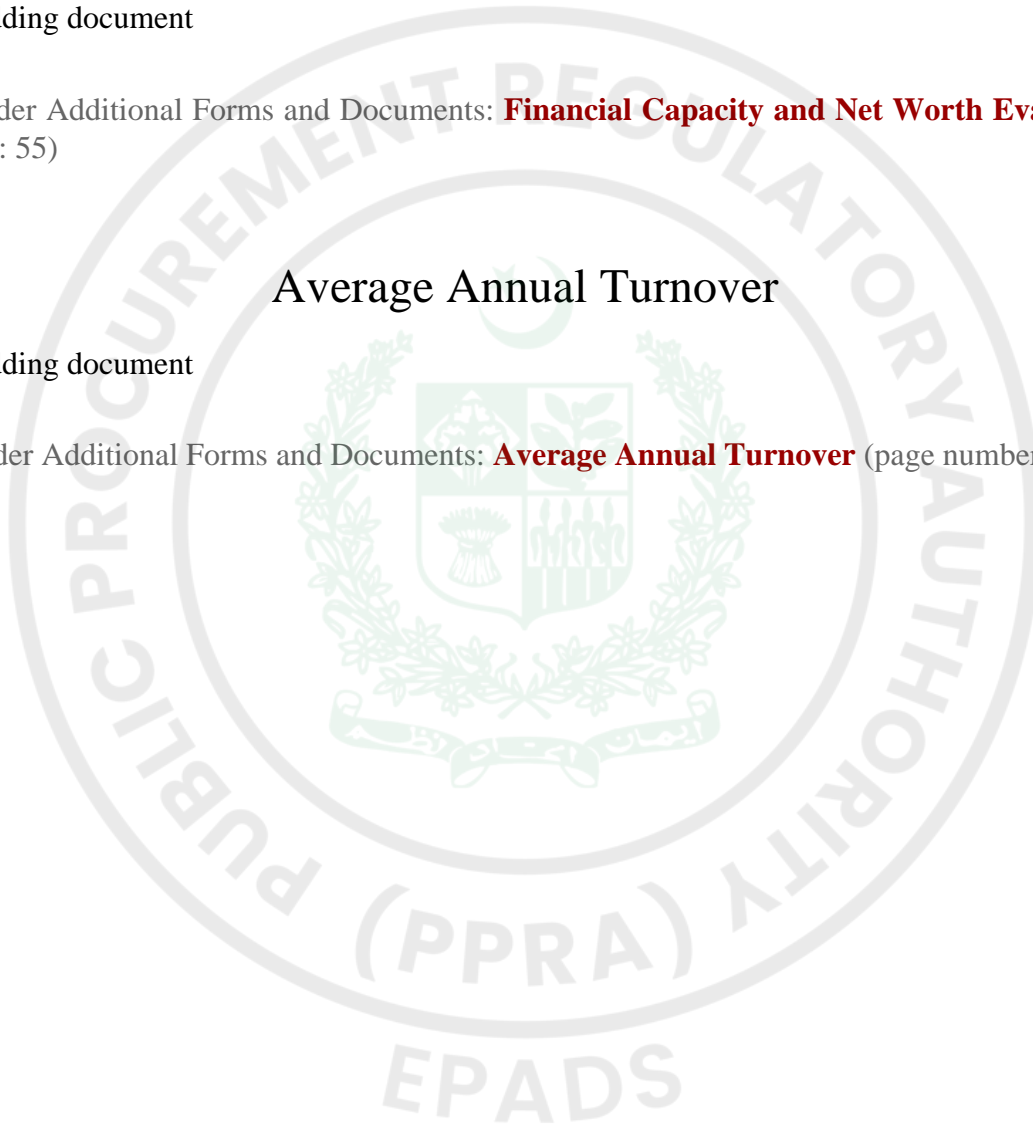 ding document
der Additional Forms and Documents: Financial Capacity and Net Worth Eva
: 55)
Average Annual Turnover
ding document
der Additional Forms and Documents: Average Annual Turnover (page number
PUBLIC PROCUREMENT REGULATORY AUTHORITY
(PPRA)
EPADS